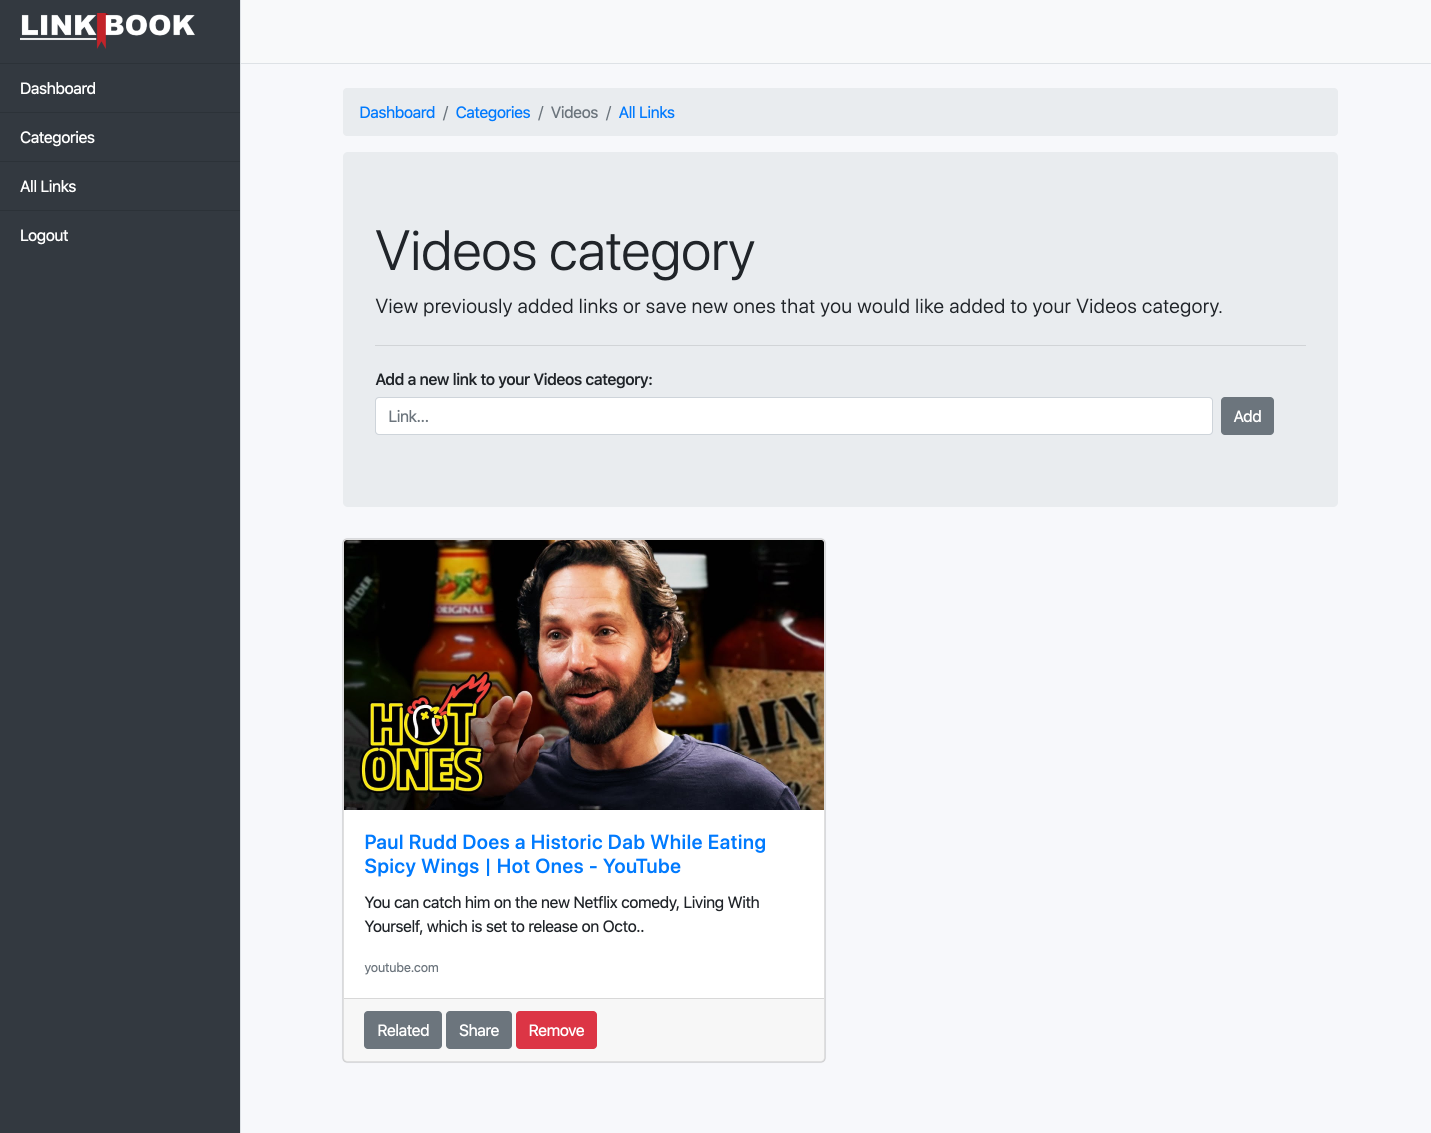 LINKBOOK
Dashboard
Categories
All Links
Logout
Dashboard / Categories / Videos / All Links
Videos category
View previously added links or save new ones that you would like added to your Videos category.
Add a new link to your Videos category:
Link...
Add
MILDER
ORIGINAL
HOT
ONES
AIN
Paul Rudd Does a Historic Dab While Eating
Spicy Wings | Hot Ones - YouTube
You can catch him on the new Netflix comedy, Living With
Yourself, which is set to release on Octo..
youtube.com
Related Share Remove